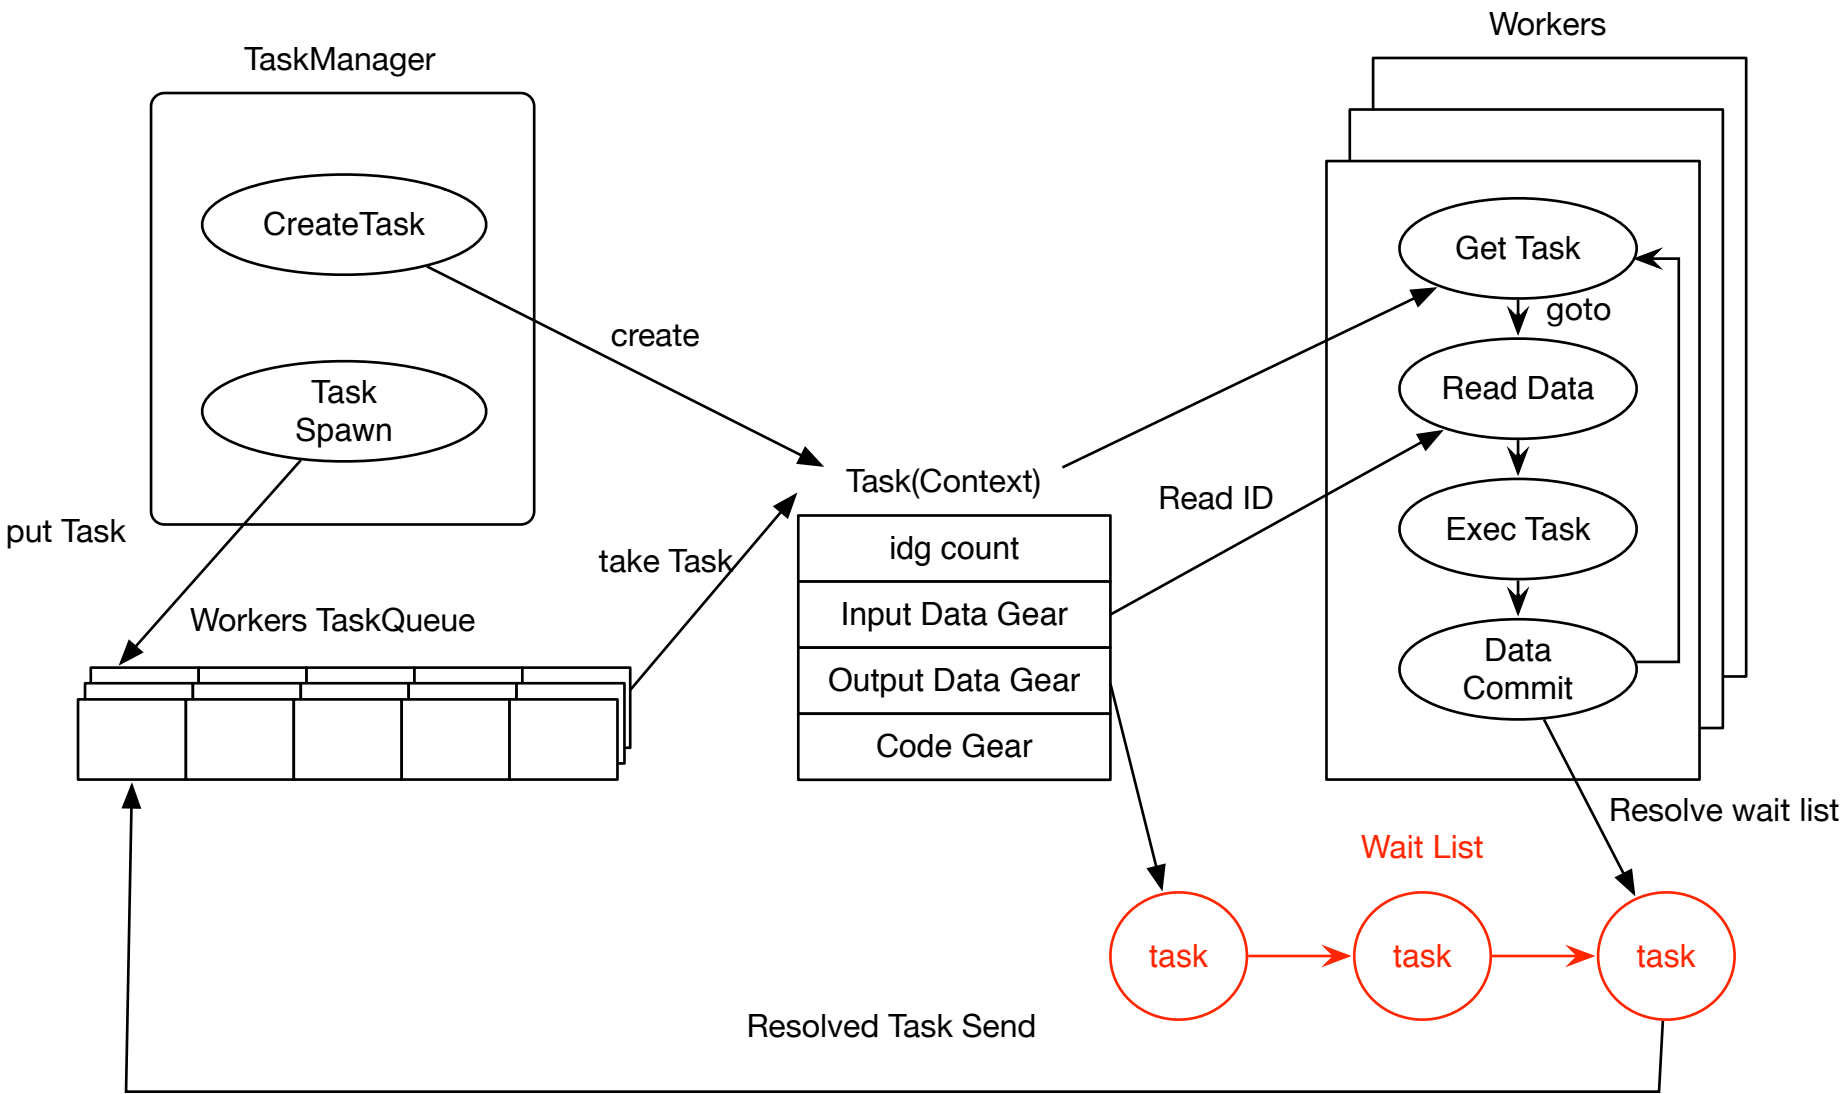 Workers
TaskManager
CreateTask
Get Task
goto
create
Task
Spawn
Read Data
Task(Context)
Read ID
put Task
take Task
idg count
Exec Task
Workers TaskQueue
Input Data Gear
Output Data Gear
Data
Commit
Code Gear
Resolve wait list
Wait List
task
task
task
Resolved Task Send